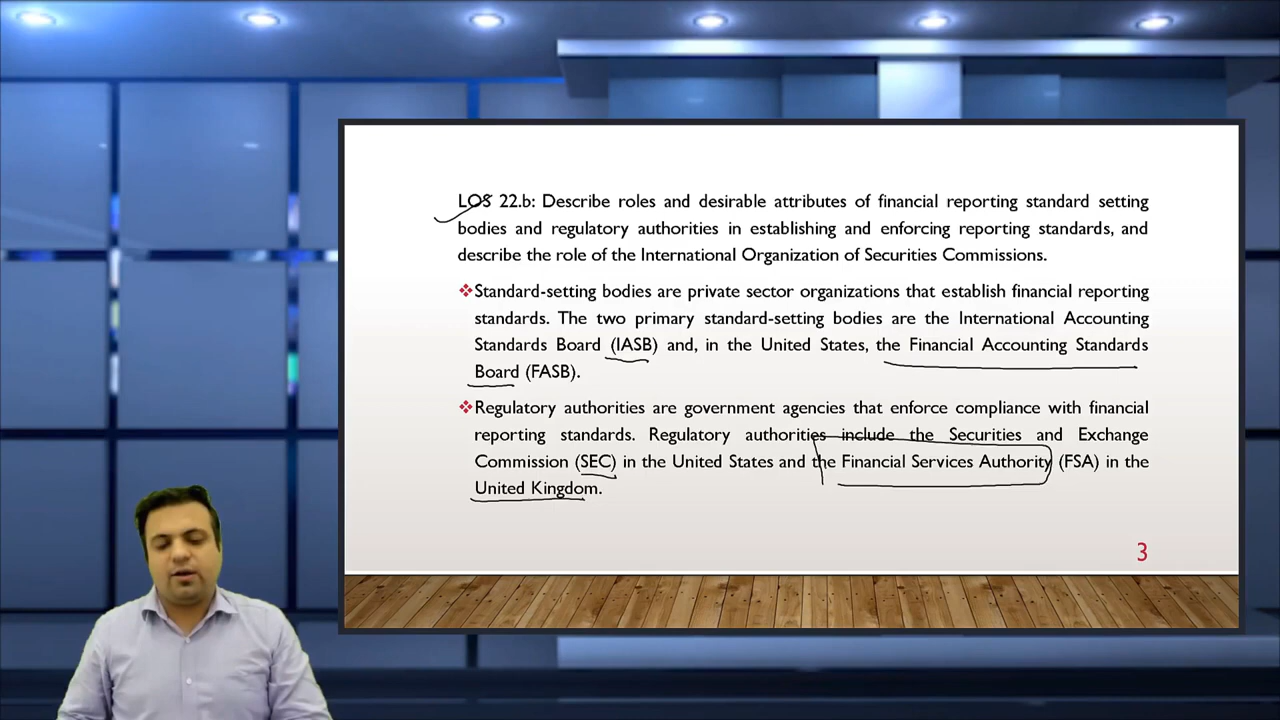 LOS 22.b: Describe roles and desirable attributes of financial reporting standard setting
bodies and regulatory authorities in establishing and enforcing reporting standards, and
describe the role of the International Organization of Securities Commissions.
❖Standard-setting bodies are private sector organizations that establish financial reporting
standards. The two primary standard-setting bodies are the International Accounting
Standards Board (IASB) and, in the United States, the Financial Accounting Standards
Board (FASB).
❖Regulatory authorities are government agencies that enforce compliance with financial
reporting standards. Regulatory authorities include the Securities and Exchange
Commission (SEC) in the United States and the Financial Services Authority (FSA) in the
United Kingdom.
3